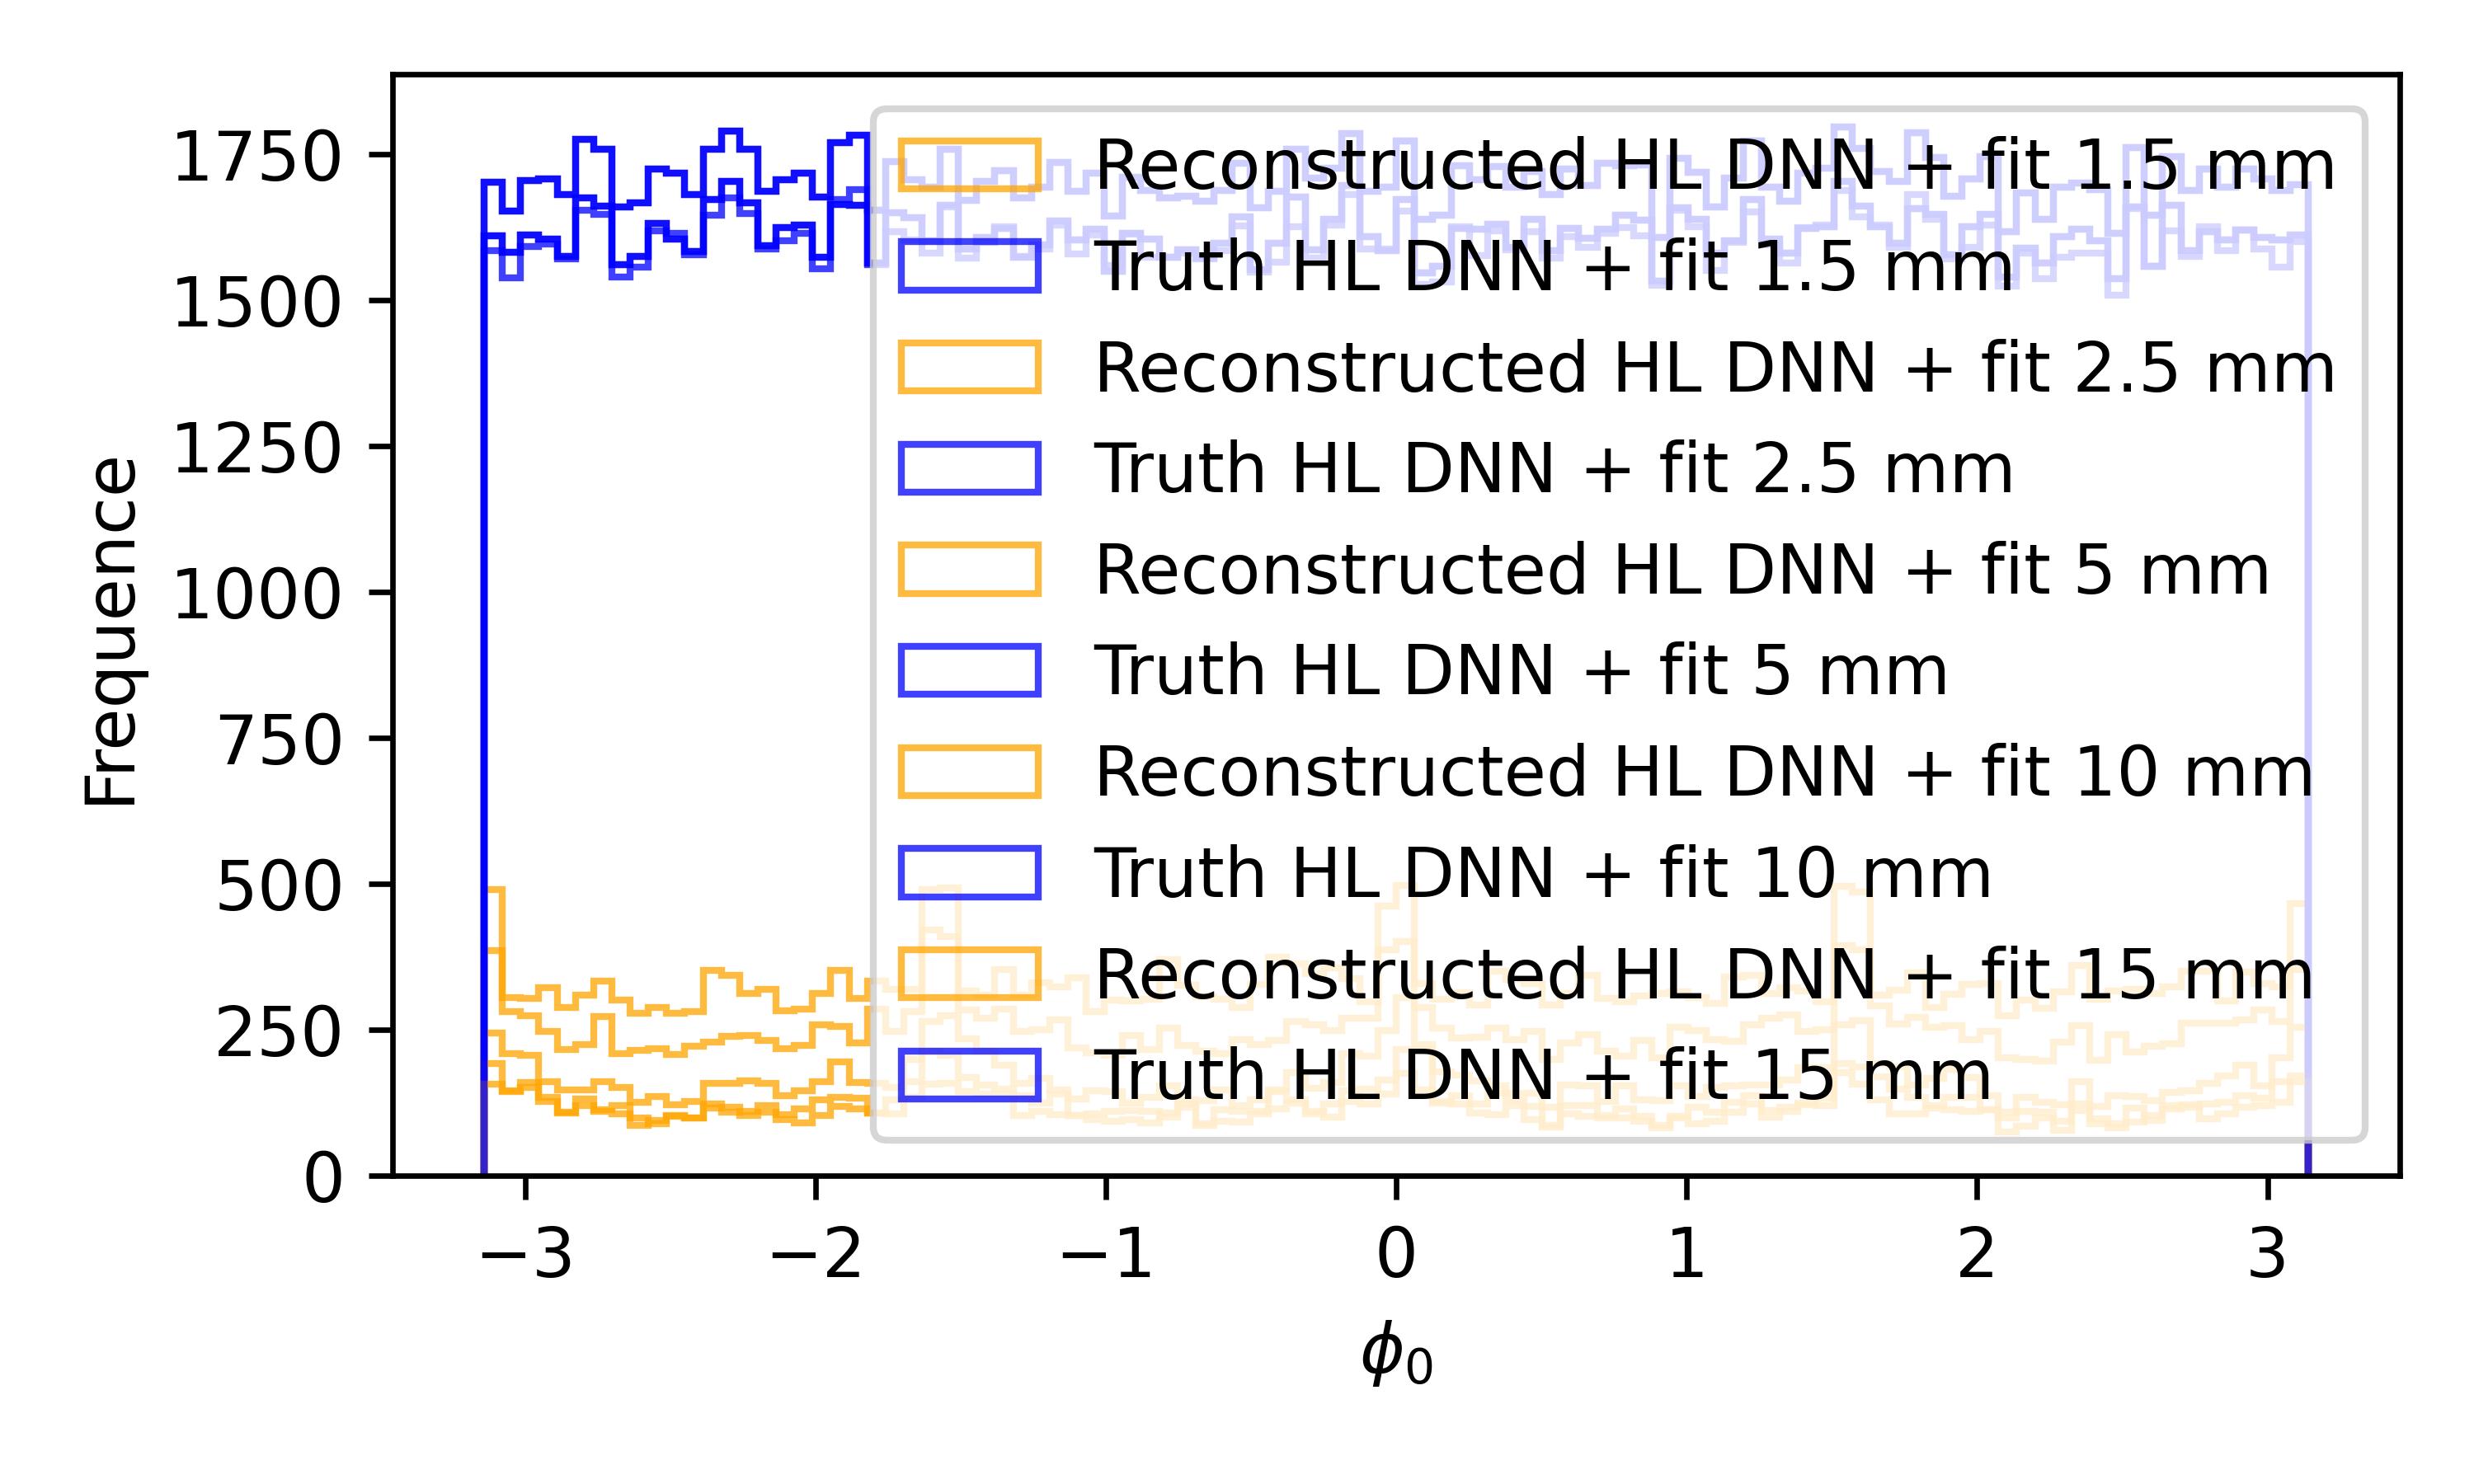 1750
1500
1250
1000
750
500
250
0
Frequence
Reconstructed HL DNN + fit 1.5 mm
Truth HL DNN + fit 1.5 mm
Reconstructed HL DNN + fit 2.5 mm
Truth HL DNN + fit 2.5 mm
Reconstructed HL DNN + fit 5 mm
Truth HL DNN + fit 5 mm
Reconstructed HL DNN + fit 10 mm
Truth HL DNN + fit 10 mm
Reconstructed HL DNN + fit 15 mm
Truth HL DNN + fit 15 mm
−3 −2 −1 0 1 2 3
ϕ₀